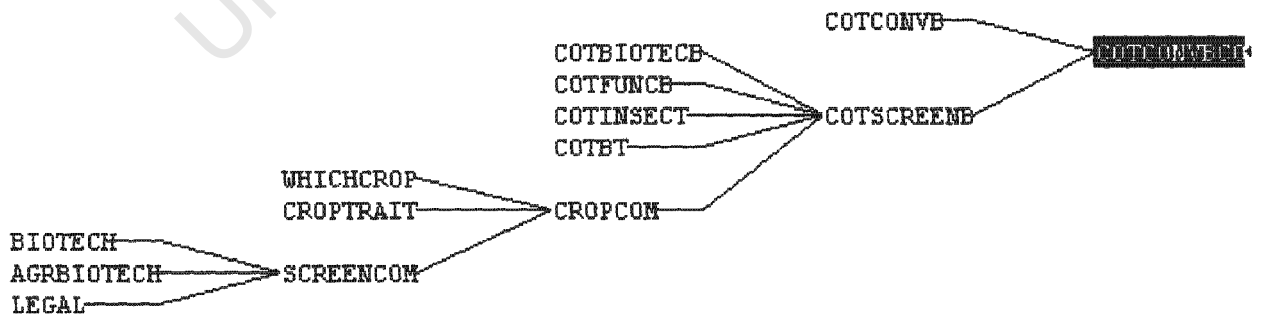 COTCONVB
COTBIOTECB
COTFUNCB
COTINSECT
COTSCREENB
COTBT
WHICHCROP
CROPTRAIT
CROPCOM
BIOTECH
AGRBIOTECH
SCREENCOM
LEGAL